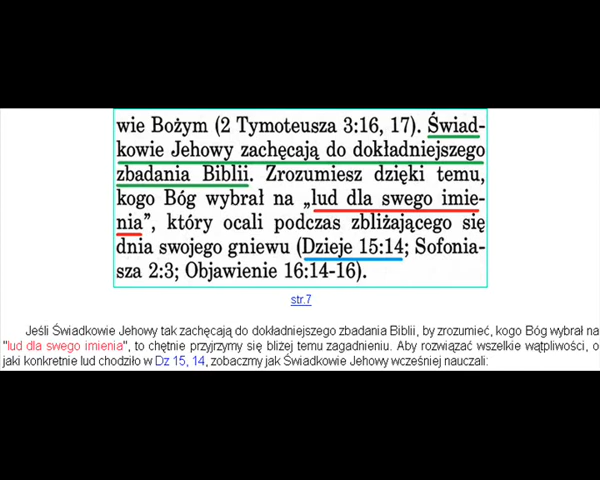 wie Bożym (2 Tymoteusza 3:16, 17). Świad-
kowie Jehowy zachęcają do dokładniejszego
zbadania Biblii. Zrozumiesz dzięki temu,
kogo Bóg wybrał na „lud dla swego imie-
nia”, który ocali podczas zbliżającego się
dnia swojego gniewu (Dzieje 15:14; Sofonia-
sza 2:3; Objawienie 16:14-16).
str.7
Jeśli Świadkowie Jehowy tak zachęcają do dokładniejszego zbadania Biblii, by zrozumieć, kogo Bóg wybrał na
"lud dla swego imienia", to chętnie przyjrzymy się bliżej temu zagadnieniu. Aby rozwiązać wszelkie wątpliwości, o
jaki konkretnie lud chodziło w Dz 15, 14, zobaczmy jak Świadkowie Jehowy wcześniej nauczali: